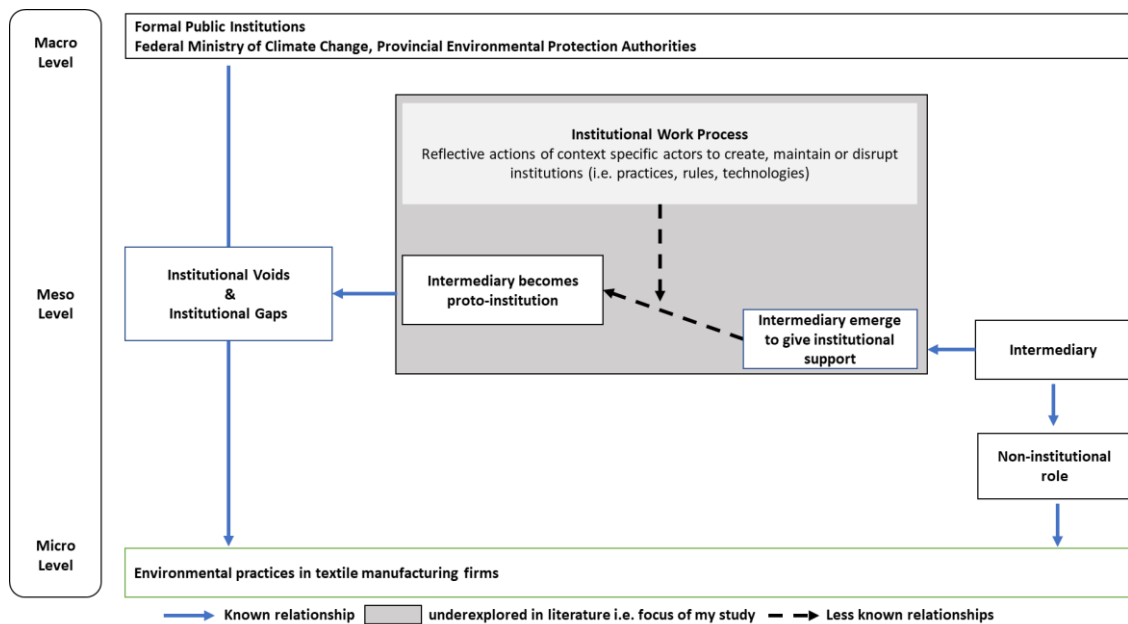 Macro
Level
Formal Public Institutions
Federal Ministry of Climate Change, Provincial Environmental Protection Authorities
Institutional Work Process
Reflective actions of context specific actors to create, maintain or disrupt
institutions (i.e. practices, rules, technologies)
Meso
Level
Institutional Voids
&
Institutional Gaps
Intermediary becomes
proto-institution
Intermediary emerge
to give institutional
support
Intermediary
Non-institutional
role
Micro
Level
Environmental practices in textile manufacturing firms
Known relationship
underexplored in literature i.e. focus of my study
Less known relationships